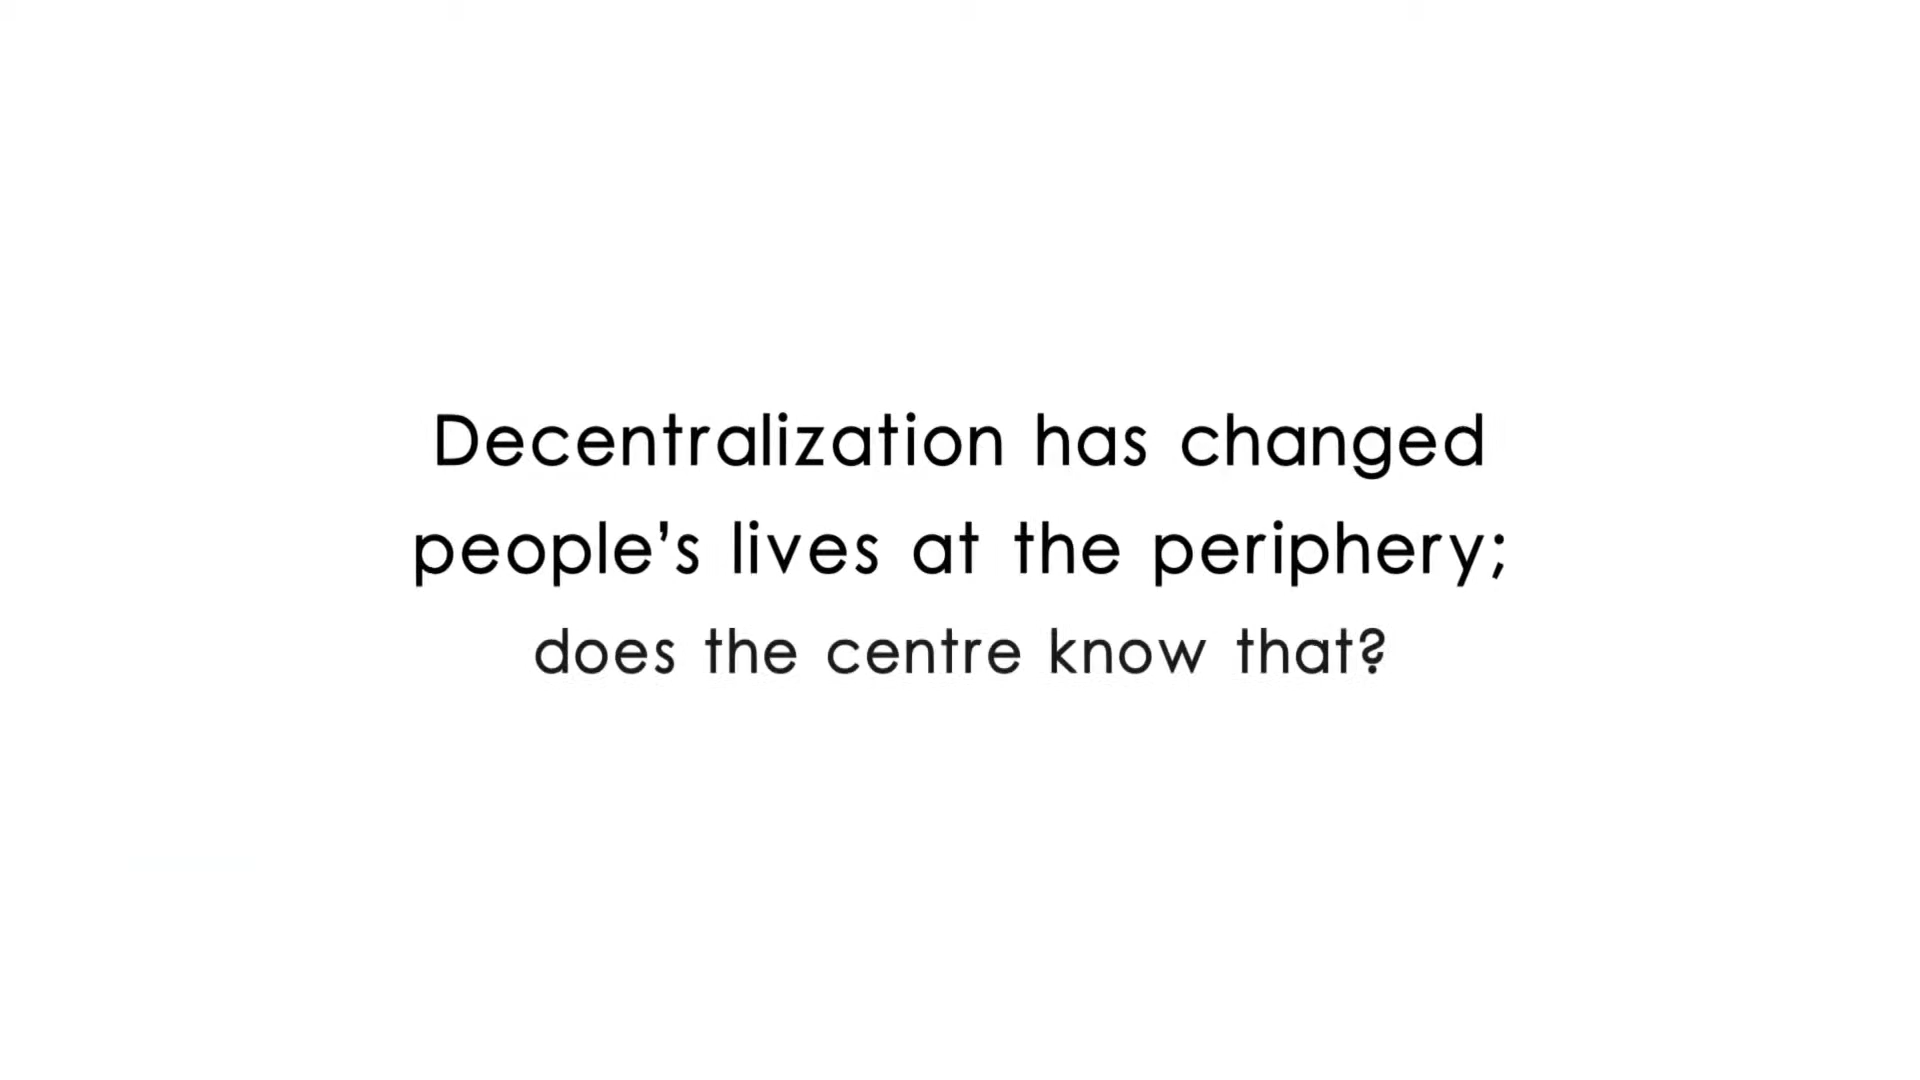 Decentralization has changed
people’s lives at the periphery;
does the centre know that?